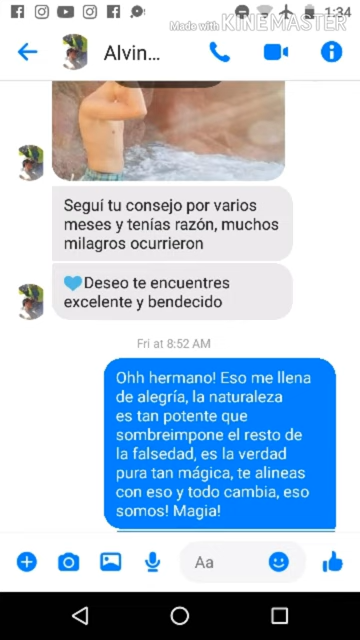 1:34
Made with KINEMASTER
Alvin...
Seguí tu consejo por varios
meses y tenías razón, muchos
milagros ocurrieron
💙Deseo te encuentres
excelente y bendecido
Fri at 8:52 AM
Ohh hermano! Eso me llena
de alegría, la naturaleza
es tan potente que
sombreimpone el resto de
la falsedad, es la verdad
pura tan mágica, te alineas
con eso y todo cambia, eso
somos! Magia!
Aa